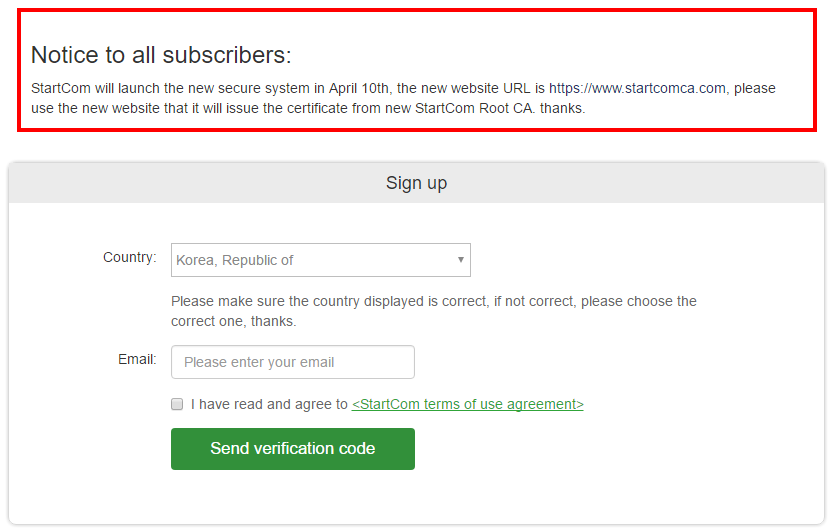 Notice to all subscribers:
StartCom will launch the new secure system in April 10th, the new website URL is https://www.startcomca.com, please
use the new website that it will issue the certificate from new StartCom Root CA. thanks.
Sign up
Country:
Korea, Republic of
Please make sure the country displayed is correct, if not correct, please choose the
correct one, thanks.
Email:
Please enter your email
I have read and agree to <StartCom terms of use agreement>
Send verification code